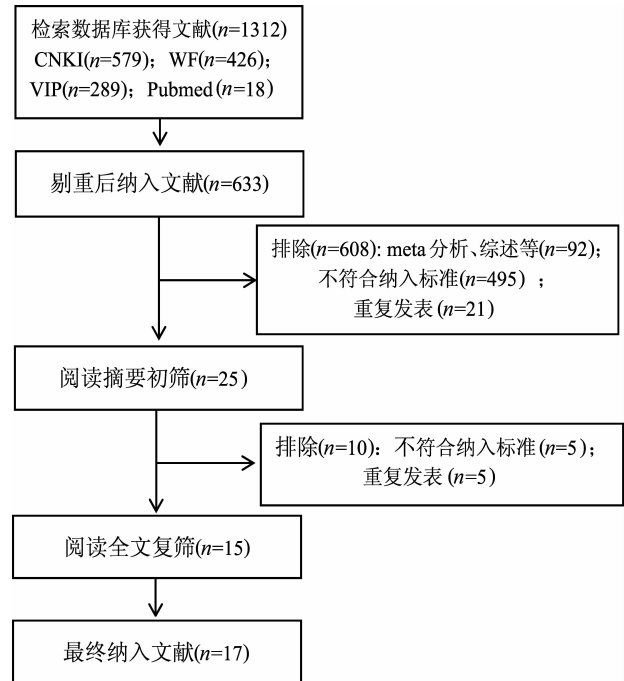 检索数据库获得文献(n=1312)
CNKI(n=579)；WF(n=426)；
VIP(n=289)；Pubmed(n=18)
剔重后纳入文献(n=633)
排除(n=608): meta分析、综述等(n=92)；
不符合纳入标准(n=495) ；
重复发表(n=21)
阅读摘要初筛(n=25)
排除(n=10)：不符合纳入标准(n=5)；
重复发表(n=5)
阅读全文复筛(n=15)
最终纳入文献(n=17)